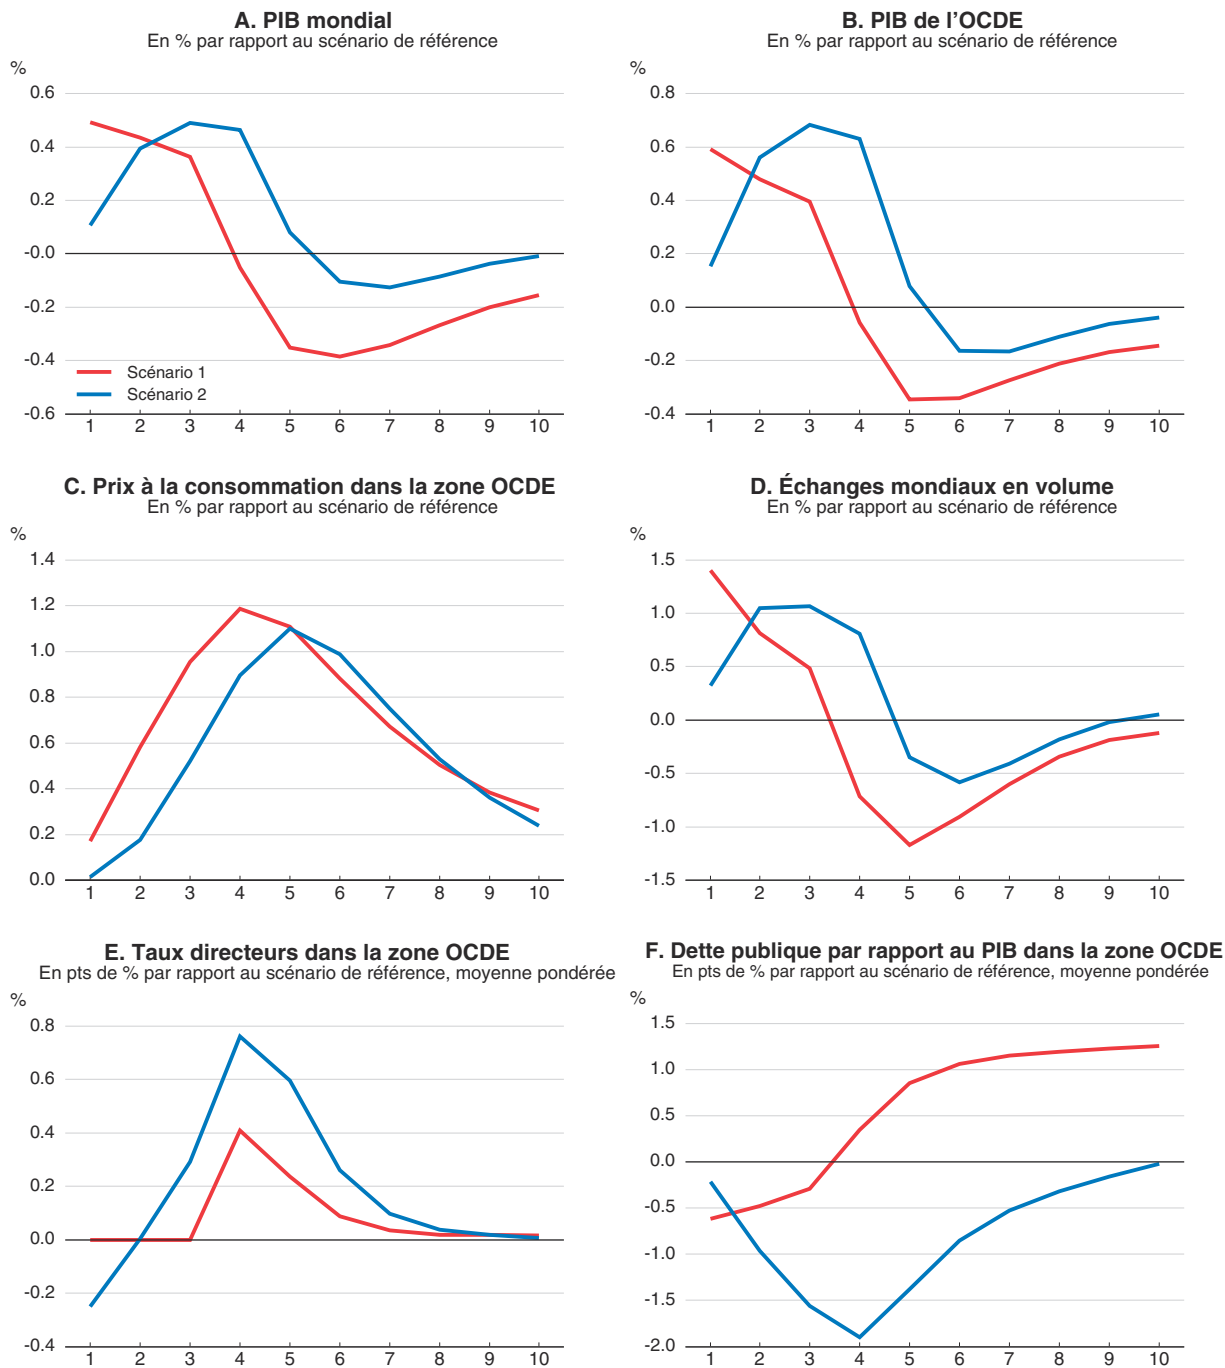 A. PIB mondial
En % par rapport au scénario de référence
%
0.6
0.4
0.2
-0.0
-0.2
-0.4
-0.6
Scénario 1
Scénario 2
1 2 3 4 5 6 7 8 9 10
B. PIB de l’OCDE
En % par rapport au scénario de référence
%
0.8
0.6
0.4
0.2
0.0
-0.2
-0.4
1 2 3 4 5 6 7 8 9 10
C. Prix à la consommation dans la zone OCDE
En % par rapport au scénario de référence
%
1.4
1.2
1.0
0.8
0.6
0.4
0.2
0.0
1 2 3 4 5 6 7 8 9 10
D. Échanges mondiaux en volume
En % par rapport au scénario de référence
%
1.5
1.0
0.5
0.0
-0.5
-1.0
-1.5
1 2 3 4 5 6 7 8 9 10
E. Taux directeurs dans la zone OCDE
En pts de % par rapport au scénario de référence, moyenne pondérée
%
0.8
0.6
0.4
0.2
0.0
-0.2
-0.4
1 2 3 4 5 6 7 8 9 10
F. Dette publique par rapport au PIB dans la zone OCDE
En pts de % par rapport au scénario de référence, moyenne pondérée
%
1.5
1.0
0.5
0.0
-0.5
-1.0
-1.5
-2.0
1 2 3 4 5 6 7 8 9 10